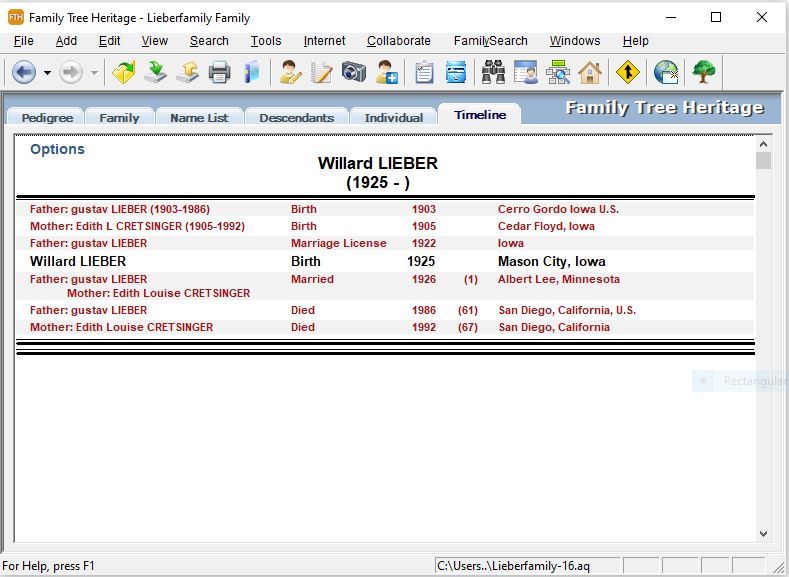 FTH Family Tree Heritage - Lieberfamily Family
File Add Edit View Search Tools Internet Collaborate FamilySearch Windows Help
Pedigree Family Name List Descendants Individual Timeline Family Tree Heritage
Options
Willard LIEBER
(1925 - )
Father: gustav LIEBER (1903-1986) Birth 1903 Cerro Gordo Iowa U.S.
Mother: Edith L CRETSINGER (1905-1992) Birth 1905 Cedar Floyd, Iowa
Father: gustav LIEBER Marriage License 1922 Iowa
Willard LIEBER Birth 1925 Mason City, Iowa
Father: gustav LIEBER Married 1926 (1) Albert Lee, Minnesota
Mother: Edith Louise CRETSINGER
Father: gustav LIEBER Died 1986 (61) San Diego, California, U.S.
Mother: Edith Louise CRETSINGER Died 1992 (67) San Diego, California
Rectangular
For Help, press F1 C:\Users..\Lieberfamily-16.aq